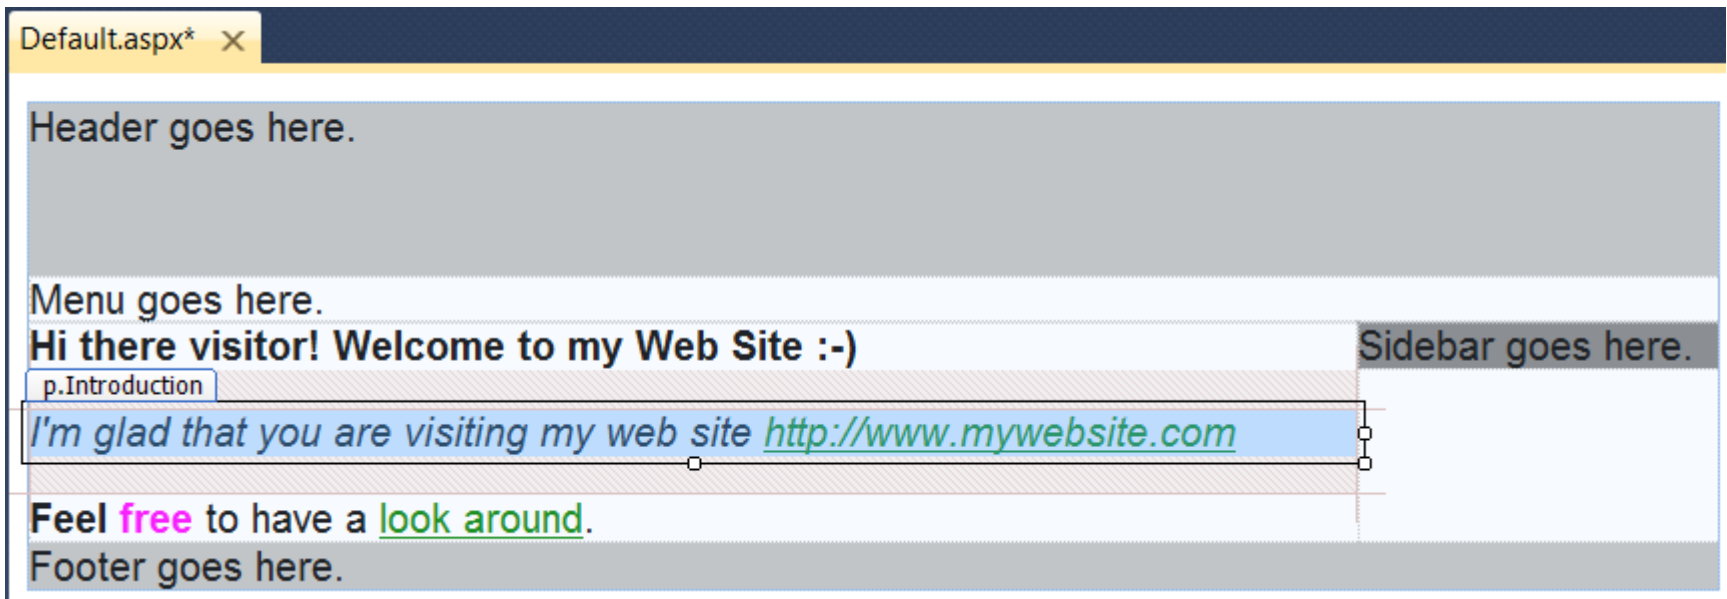 Default.aspx* ×
Header goes here.
Menu goes here.
Hi there visitor! Welcome to my Web Site :-)
Sidebar goes here.
p.Introduction
I'm glad that you are visiting my web site http://www.mywebsite.com
Feel free to have a look around.
Footer goes here.